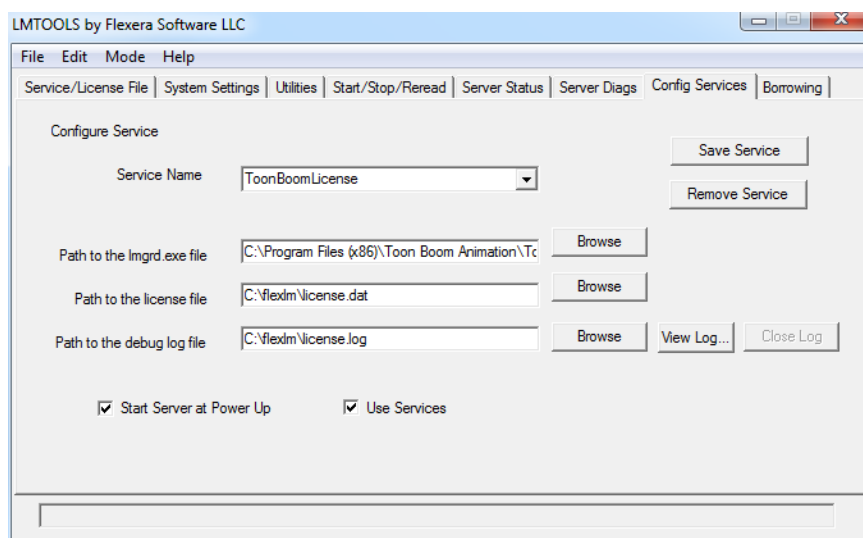 LMTOOLS by Flexera Software LLC
File Edit Mode Help
Service/License File System Settings Utilities Start/Stop/Reread Server Status Server Diags Config Services Borrowing
Configure Service
Save Service
Service Name ToonBoomLicense
Remove Service
Path to the lmgrd.exe file C:\Program Files (x86)\Toon Boom Animation\To Browse
Path to the license file C:\flexlm\license.dat Browse
Path to the debug log file C:\flexlm\license.log Browse View Log... Close Log
Start Server at Power Up Use Services